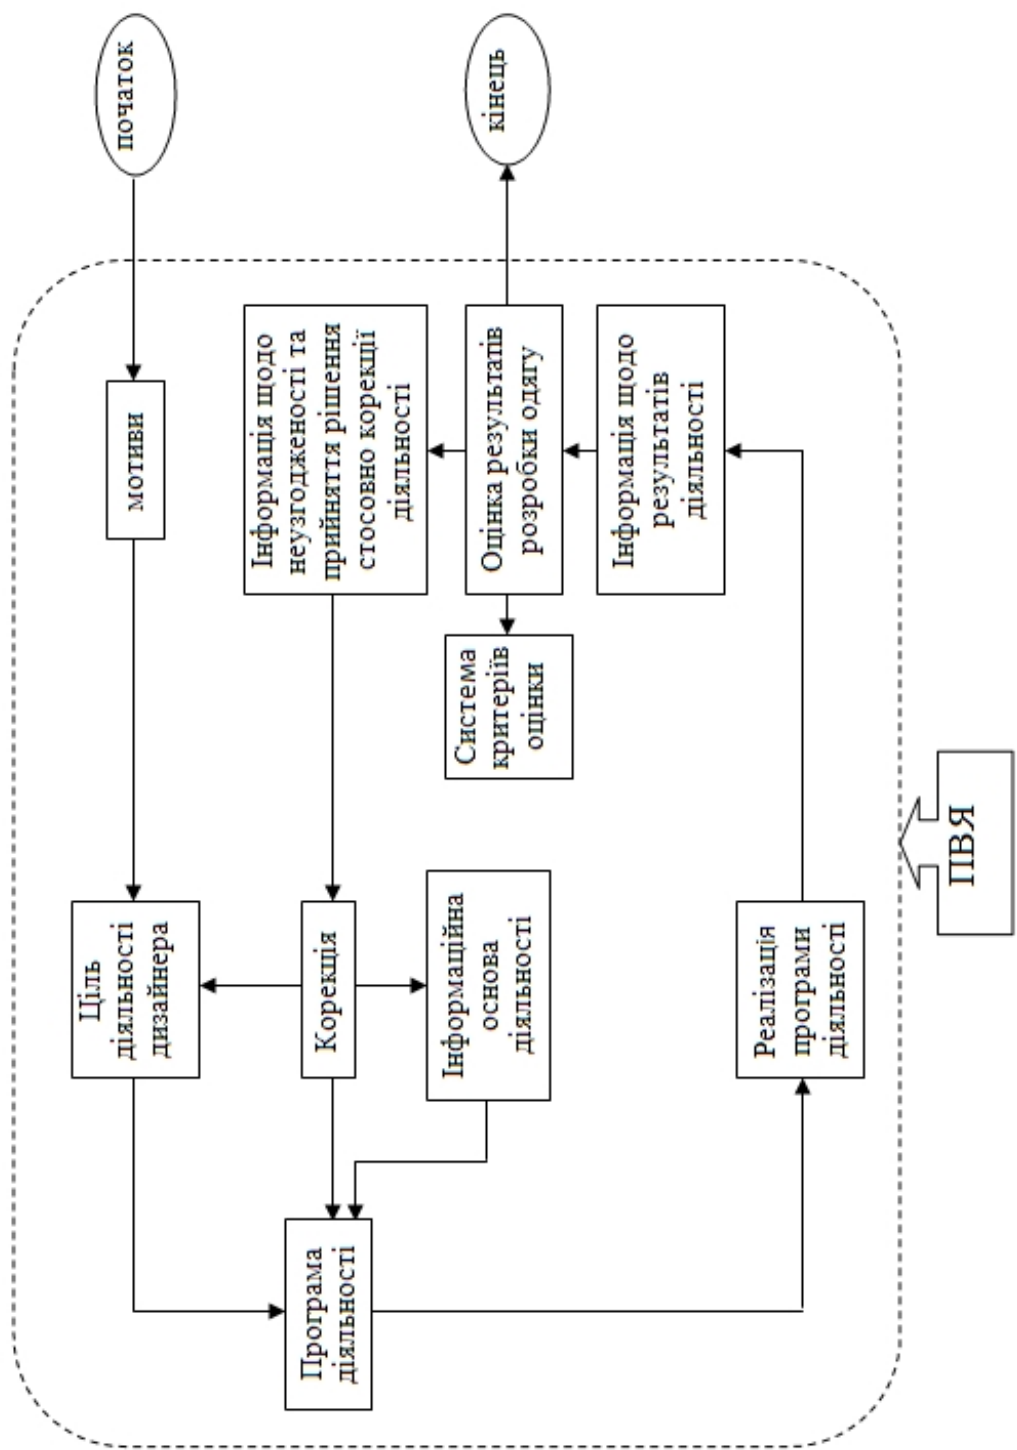 початок
мотиви
Ціль
діяльності
дизайнера
Програма
діяльності
Корекція
Інформаційна
основа
діяльності
Інформація щодо
неузгодженості та
прийняття рішення
стосовно корекції
діяльності
Оцінка результатів
розробки одягу
кінець
Система
критеріїв
оцінки
Інформація щодо
результатів
діяльності
Реалізація
програми
діяльності
ПВЯ